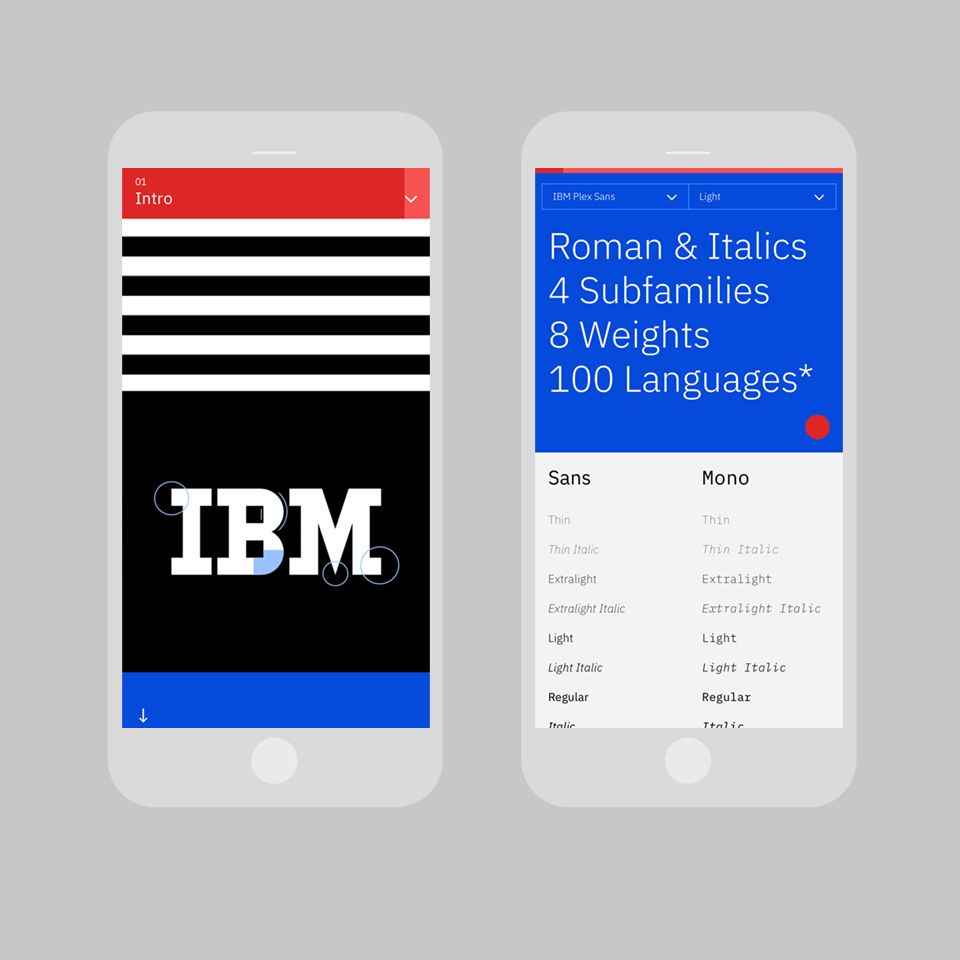 01
Intro
IBM
IBM Plex Sans
Light
Roman & Italics
4 Subfamilies
8 Weights
100 Languages*
Sans
Mono
Thin
Thin
Thin Italic
Thin Italic
Extralight
Extralight
Extralight Italic
Extralight Italic
Light
Light
Light Italic
Light Italic
Regular
Regular
Italic
Italic